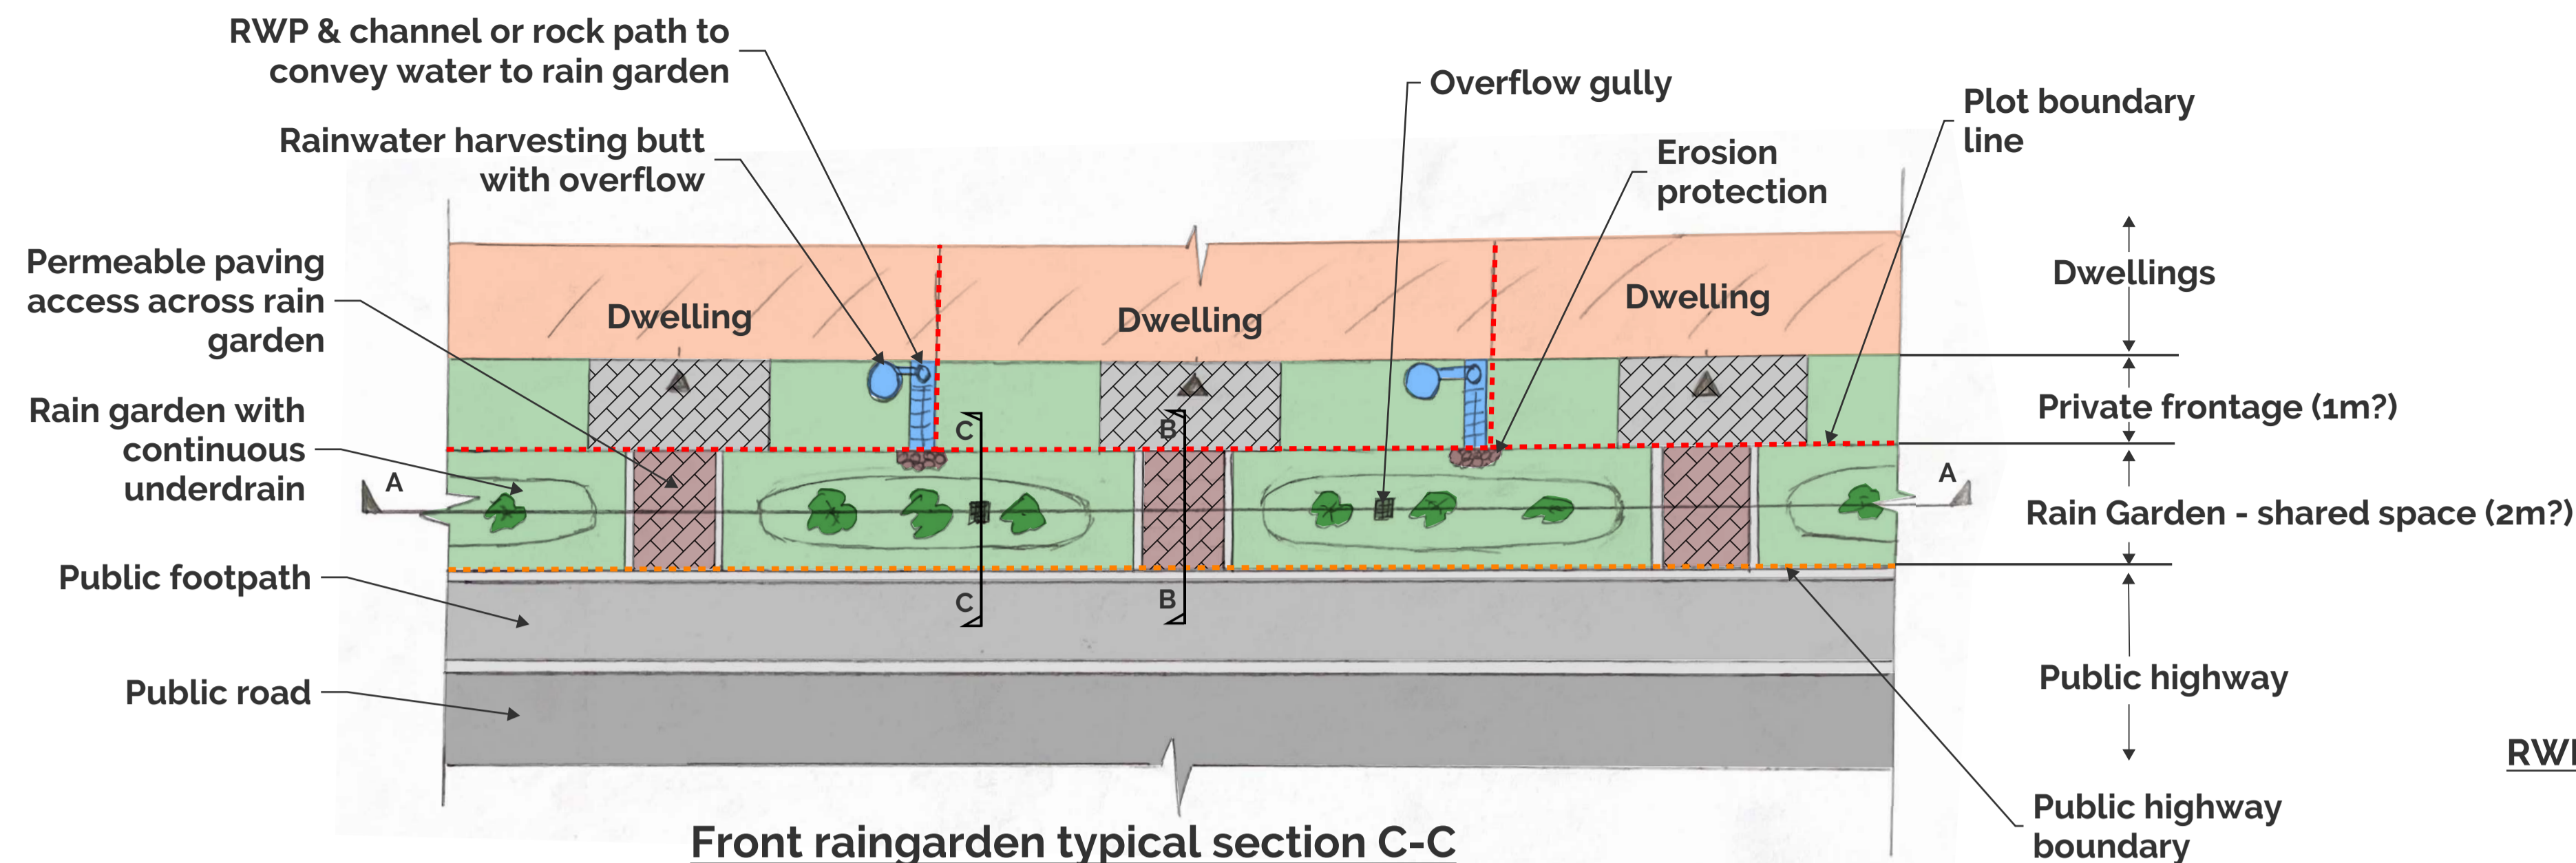 RWP & channel or rock path to
convey water to rain garden
Rainwater harvesting butt
with overflow
Overflow gully
Plot boundary
line
Erosion
protection
Permeable paving
access across rain
garden
Dwelling
Dwelling
Dwelling
Dwellings
Rain garden with
continuous
underdrain
Private frontage (1m?)
C
B
A
A
Rain Garden - shared space (2m?)
Public footpath
C
B
Public road
Public highway
Public highway
boundary
Front raingarden typical section C-C